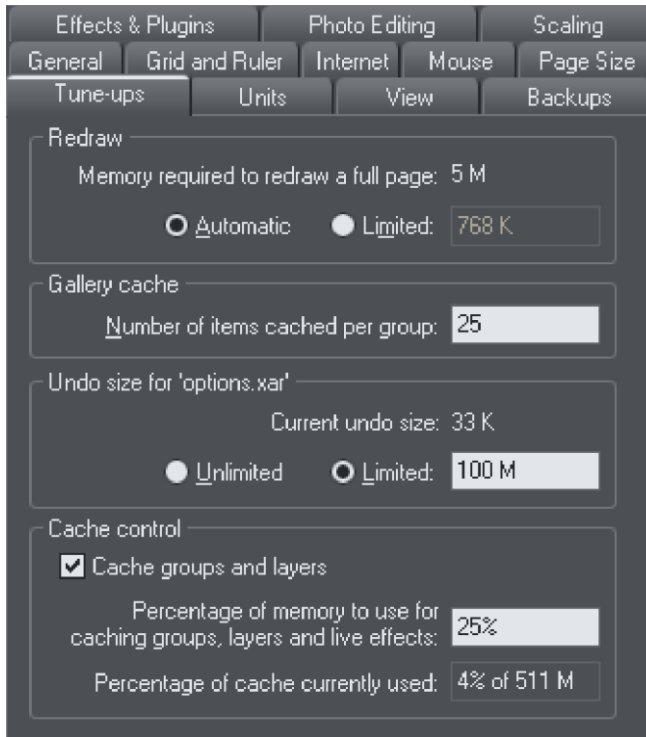 Effects & Plugins Photo Editing Scaling
General Grid and Ruler Internet Mouse Page Size
Tune-ups Units View Backups
Redraw
Memory required to redraw a full page: 5 M
Automatic Limited: 768 K
Gallery cache
Number of items cached per group: 25
Undo size for 'options.xar'
Current undo size: 33 K
Unlimited Limited: 100 M
Cache control
Cache groups and layers
Percentage of memory to use for
caching groups, layers and live effects: 25%
Percentage of cache currently used: 4% of 511 M